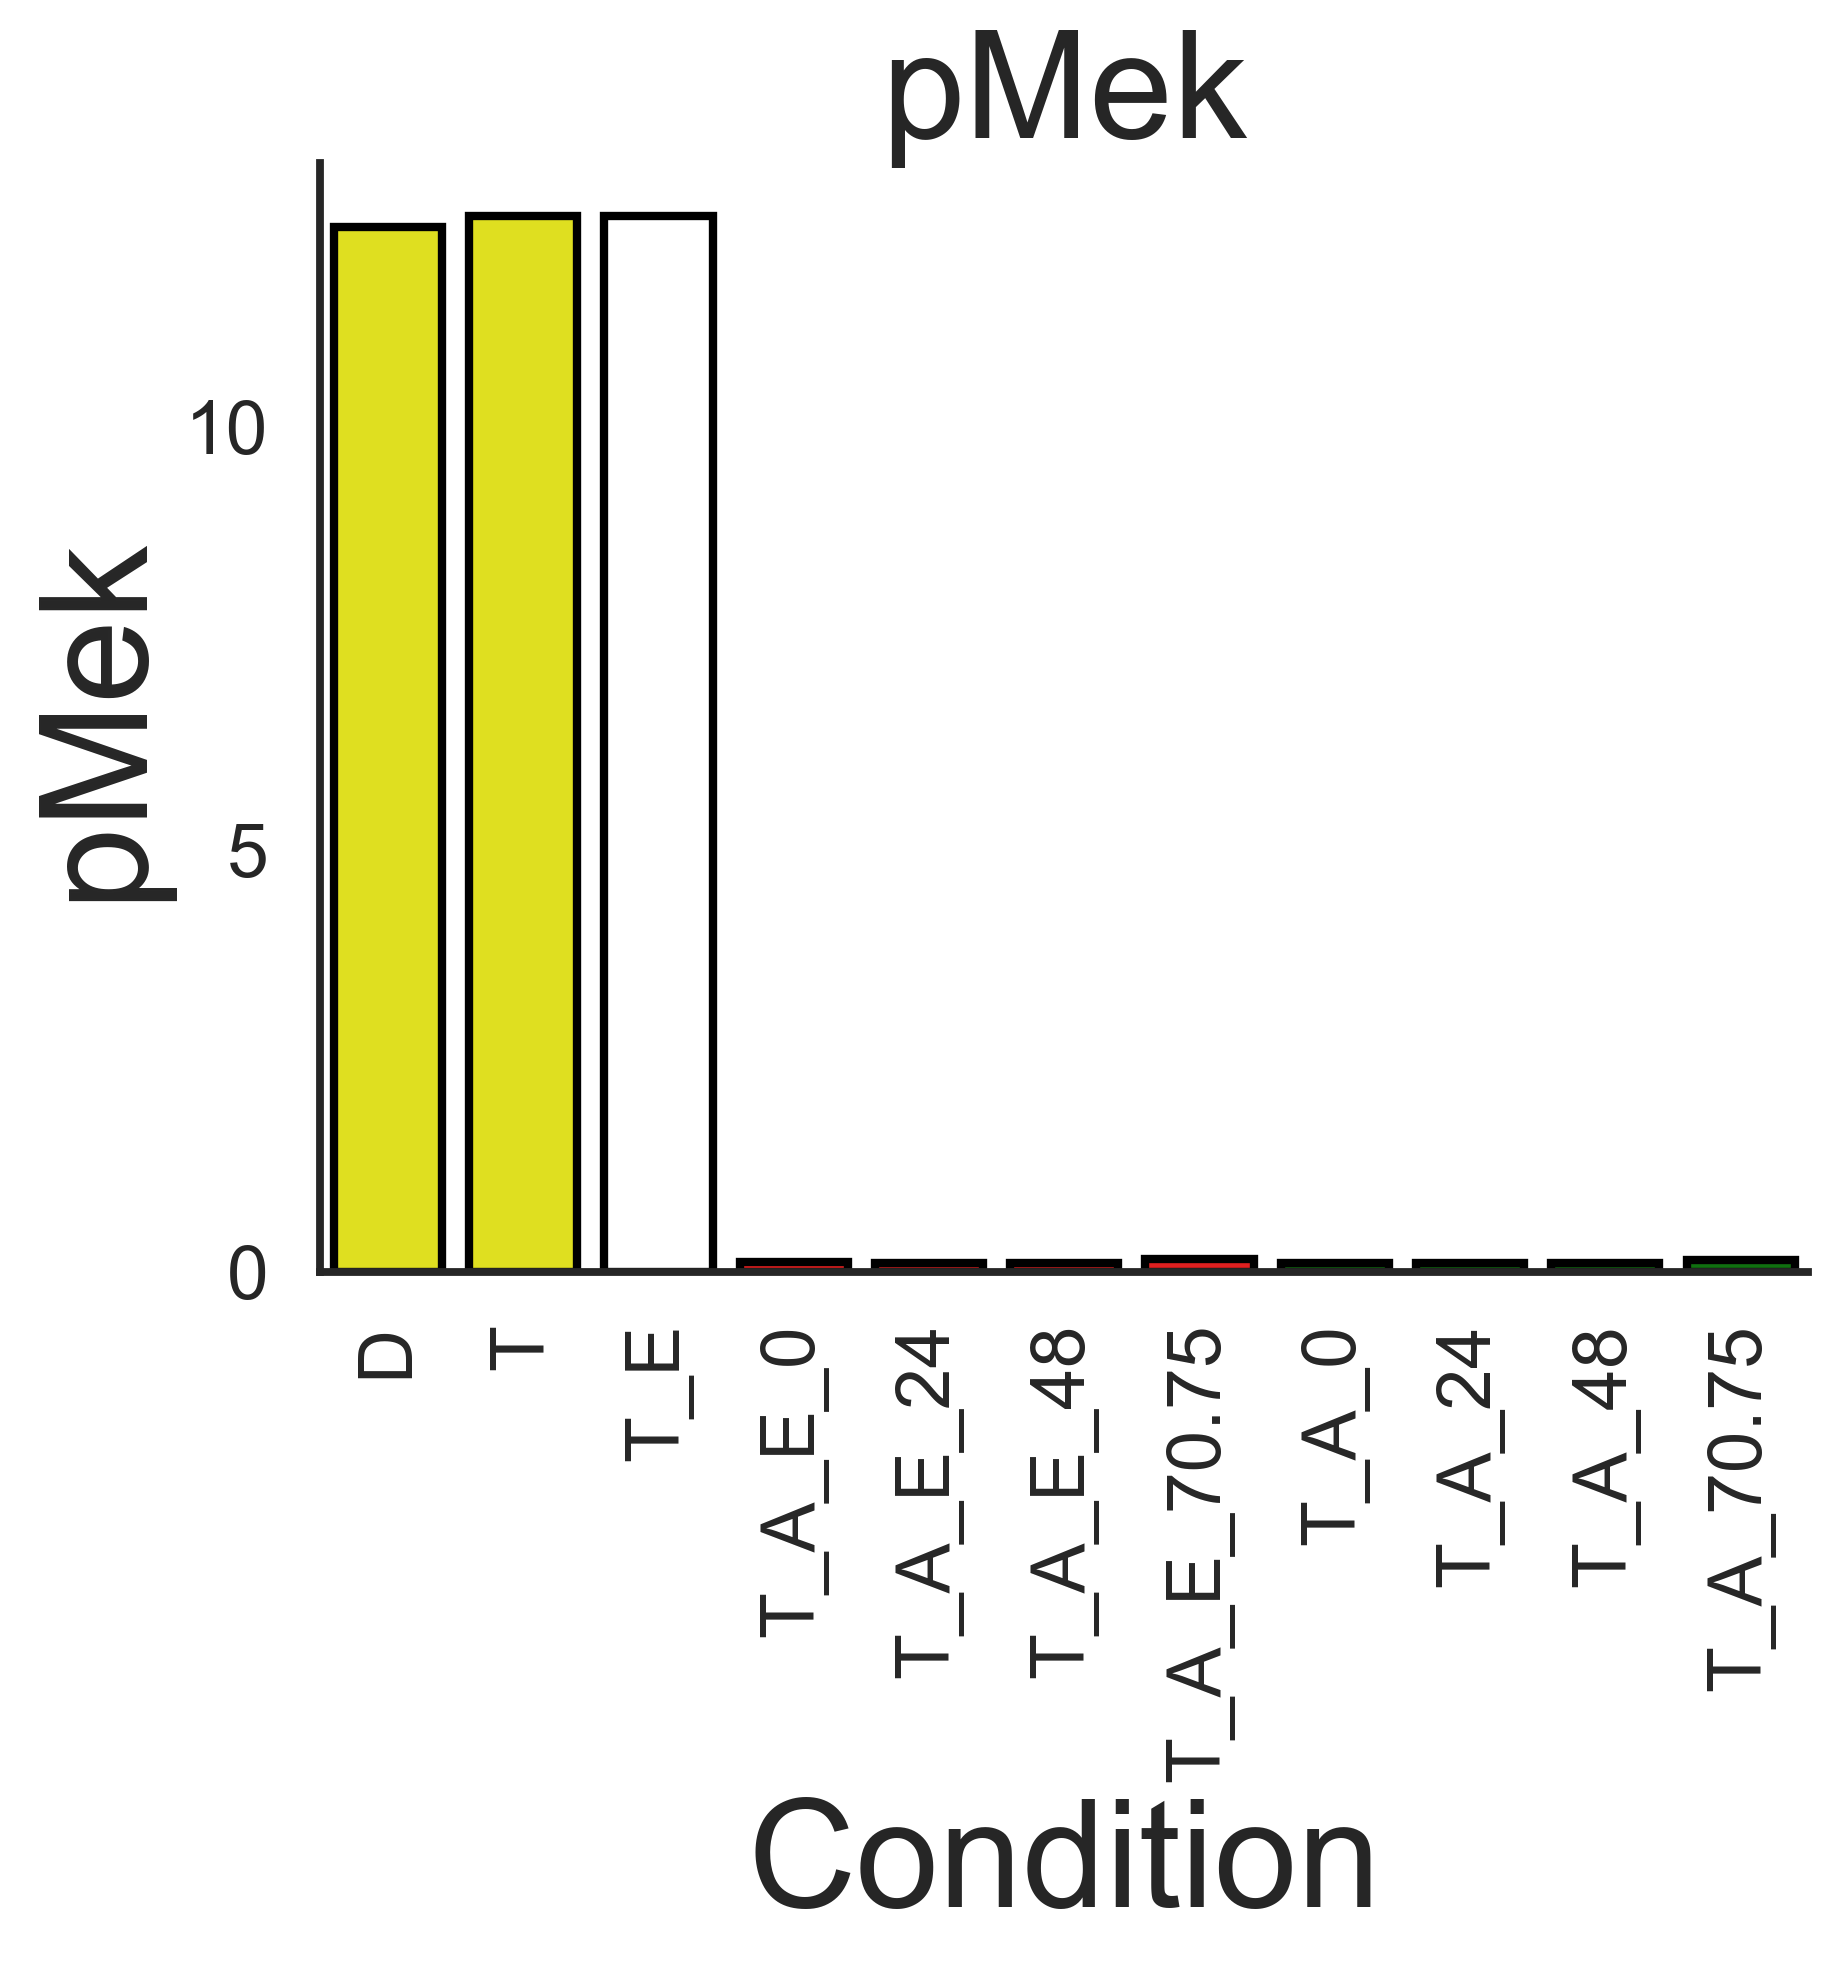 pMek
pMek
10
5
0
D
T
T_E
T_A_E_0
T_A_E_24
T_A_E_48
T_A_E_70.75
T_A_0
T_A_24
T_A_48
T_A_70.75
Condition